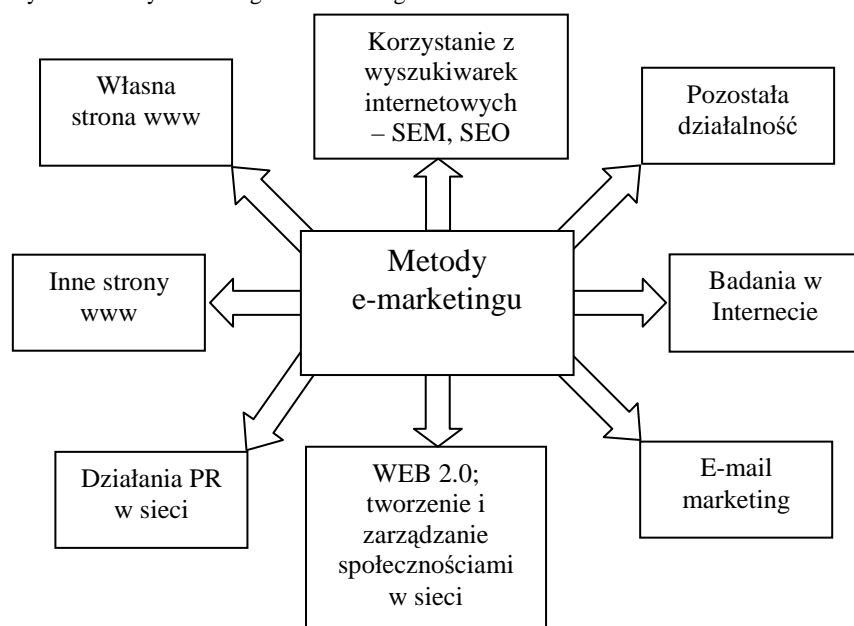 Korzystanie z
wyszukiwarek
internetowych
– SEM, SEO
Własna
strona www
Pozostała
działalność
Metody
e-marketingu
Inne strony
www
Badania w
Internecie
Działania PR
w sieci
WEB 2.0;
tworzenie i
zarządzanie
społecznościami
w sieci
E-mail
marketing